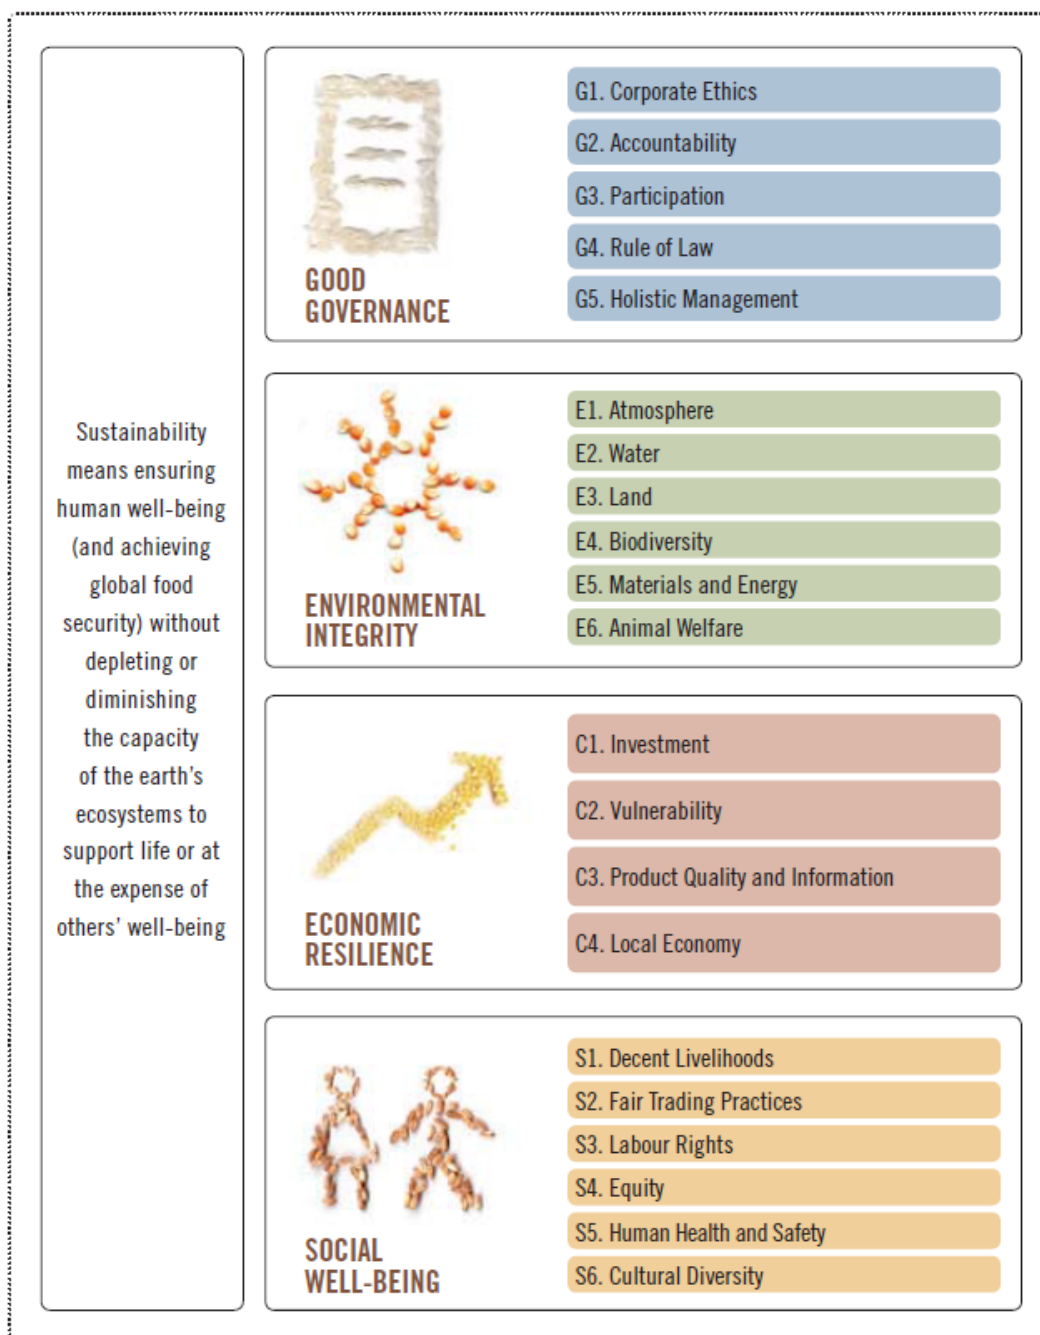 Sustainability
means ensuring
human well-being
(and achieving
global food
security) without
depleting or
diminishing
the capacity
of the earth's
ecosystems to
support life or at
the expense of
others' well-being
GOOD
GOVERNANCE
G1. Corporate Ethics
G2. Accountability
G3. Participation
G4. Rule of Law
G5. Holistic Management
ENVIRONMENTAL
INTEGRITY
E1. Atmosphere
E2. Water
E3. Land
E4. Biodiversity
E5. Materials and Energy
E6. Animal Welfare
ECONOMIC
RESILIENCE
C1. Investment
C2. Vulnerability
C3. Product Quality and Information
C4. Local Economy
SOCIAL
WELL-BEING
S1. Decent Livelihoods
S2. Fair Trading Practices
S3. Labour Rights
S4. Equity
S5. Human Health and Safety
S6. Cultural Diversity